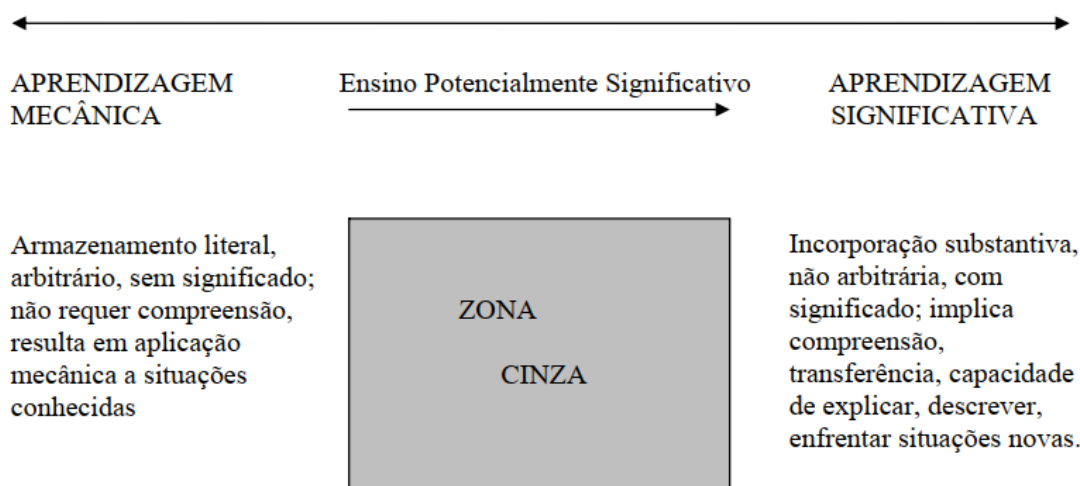 APRENDIZAGEM
MECÂNICA
Ensino Potencialmente Significativo
APRENDIZAGEM
SIGNIFICATIVA
Armazenamento literal,
arbitrário, sem significado;
não requer compreensão,
resulta em aplicação
mecânica a situações
conhecidas
ZONA
CINZA
Incorporação substantiva,
não arbitrária, com
significado; implica
compreensão,
transferência, capacidade
de explicar, descrever,
enfrentar situações novas.